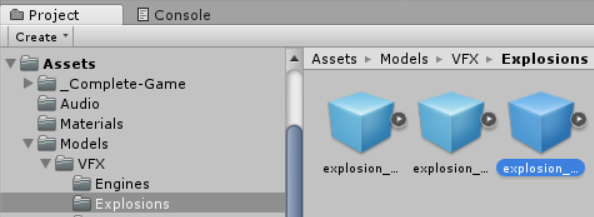 Project
Console
Create
Assets
_Complete-Game
Audio
Materials
Models
VFX
Engines
Explosions
Assets ▸ Models ▸ VFX ▸ Explosions
explosion_...
explosion_...
explosion_...